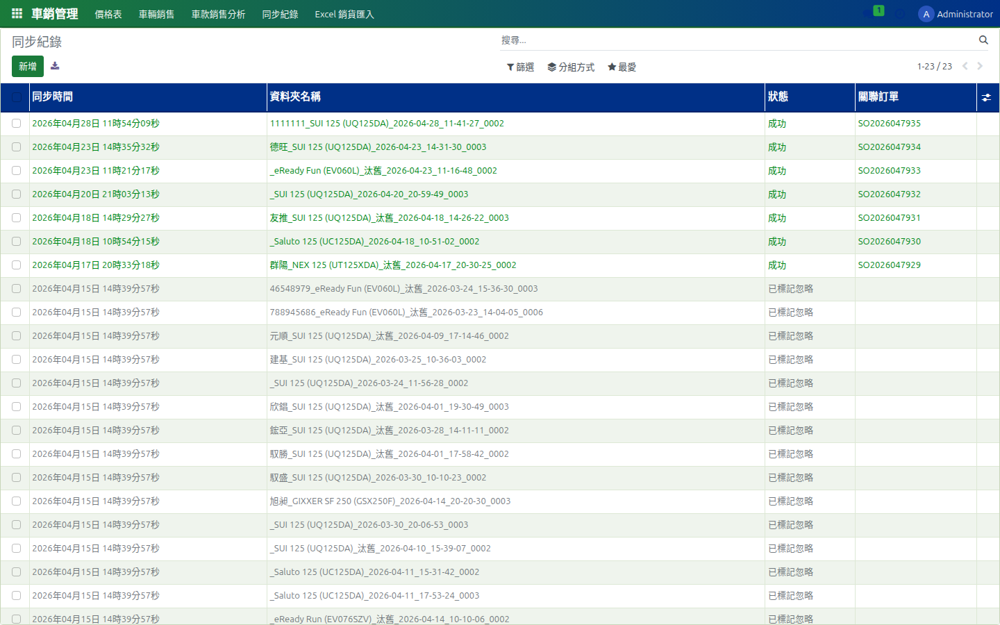 車銷管理 價格表 車輛銷售 車款銷售分析 同步紀錄 Excel 銷貨匯入 1 A Administrator
同步紀錄 搜尋...
新增 篩選 分組方式 最愛 1-23 / 23
同步時間 資料夾名稱 狀態 關聯訂單
2026年04月28日 11時54分09秒 1111111_SUI 125 (UQ125DA)_2026-04-28_11-41-27_0002 成功 SO2026047935
2026年04月23日 14時35分32秒 德旺_SUI 125 (UQ125DA)_2026-04-23_14-31-30_0003 成功 SO2026047934
2026年04月23日 11時21分17秒 _eReady Fun (EV060L)_汰舊_2026-04-23_11-16-48_0002 成功 SO2026047933
2026年04月20日 21時03分13秒 _SUI 125 (UQ125DA)_2026-04-20_20-59-49_0003 成功 SO2026047932
2026年04月18日 14時29分27秒 友推_SUI 125 (UQ125DA)_汰舊_2026-04-18_14-26-22_0003 成功 SO2026047931
2026年04月18日 10時54分15秒 _Saluto 125 (UC125DA)_2026-04-18_10-51-02_0002 成功 SO2026047930
2026年04月17日 20時33分18秒 群陽_NEX 125 (UT125XDA)_汰舊_2026-04-17_20-30-25_0002 成功 SO2026047929
2026年04月15日 14時39分57秒 46548979_eReady Fun (EV060L)_汰舊_2026-03-24_15-36-30_0003 已標記忽略
2026年04月15日 14時39分57秒 788945686_eReady Fun (EV060L)_汰舊_2026-03-23_14-04-05_0006 已標記忽略
2026年04月15日 14時39分57秒 元順_SUI 125 (UQ125DA)_汰舊_2026-04-09_17-14-46_0002 已標記忽略
2026年04月15日 14時39分57秒 建基_SUI 125 (UQ125DA)_2026-03-25_10-36-03_0002 已標記忽略
2026年04月15日 14時39分57秒 _SUI 125 (UQ125DA)_2026-03-24_11-56-28_0002 已標記忽略
2026年04月15日 14時39分57秒 欣錩_SUI 125 (UQ125DA)_汰舊_2026-04-01_19-30-49_0003 已標記忽略
2026年04月15日 14時39分57秒 鋐亞_SUI 125 (UQ125DA)_汰舊_2026-03-28_14-11-11_0002 已標記忽略
2026年04月15日 14時39分57秒 馭勝_SUI 125 (UQ125DA)_汰舊_2026-04-01_17-58-42_0002 已標記忽略
2026年04月15日 14時39分57秒 馭盛_SUI 125 (UQ125DA)_2026-03-30_10-10-23_0002 已標記忽略
2026年04月15日 14時39分57秒 旭昶_GIXXER SF 250 (GSX250F)_2026-04-14_20-20-30_0003 已標記忽略
2026年04月15日 14時39分57秒 _SUI 125 (UQ125DA)_2026-03-30_20-06-53_0003 已標記忽略
2026年04月15日 14時39分57秒 _SUI 125 (UQ125DA)_汰舊_2026-04-10_15-39-07_0002 已標記忽略
2026年04月15日 14時39分57秒 _Saluto 125 (UC125DA)_2026-04-11_15-31-42_0002 已標記忽略
2026年04月15日 14時39分57秒 _Saluto 125 (UC125DA)_2026-04-11_17-53-24_0003 已標記忽略
2026年04月15日 14時39分57秒 _eReady Run (EV076SZV)_汰舊_2026-04-14_10-10-06_0002 已標記忽略